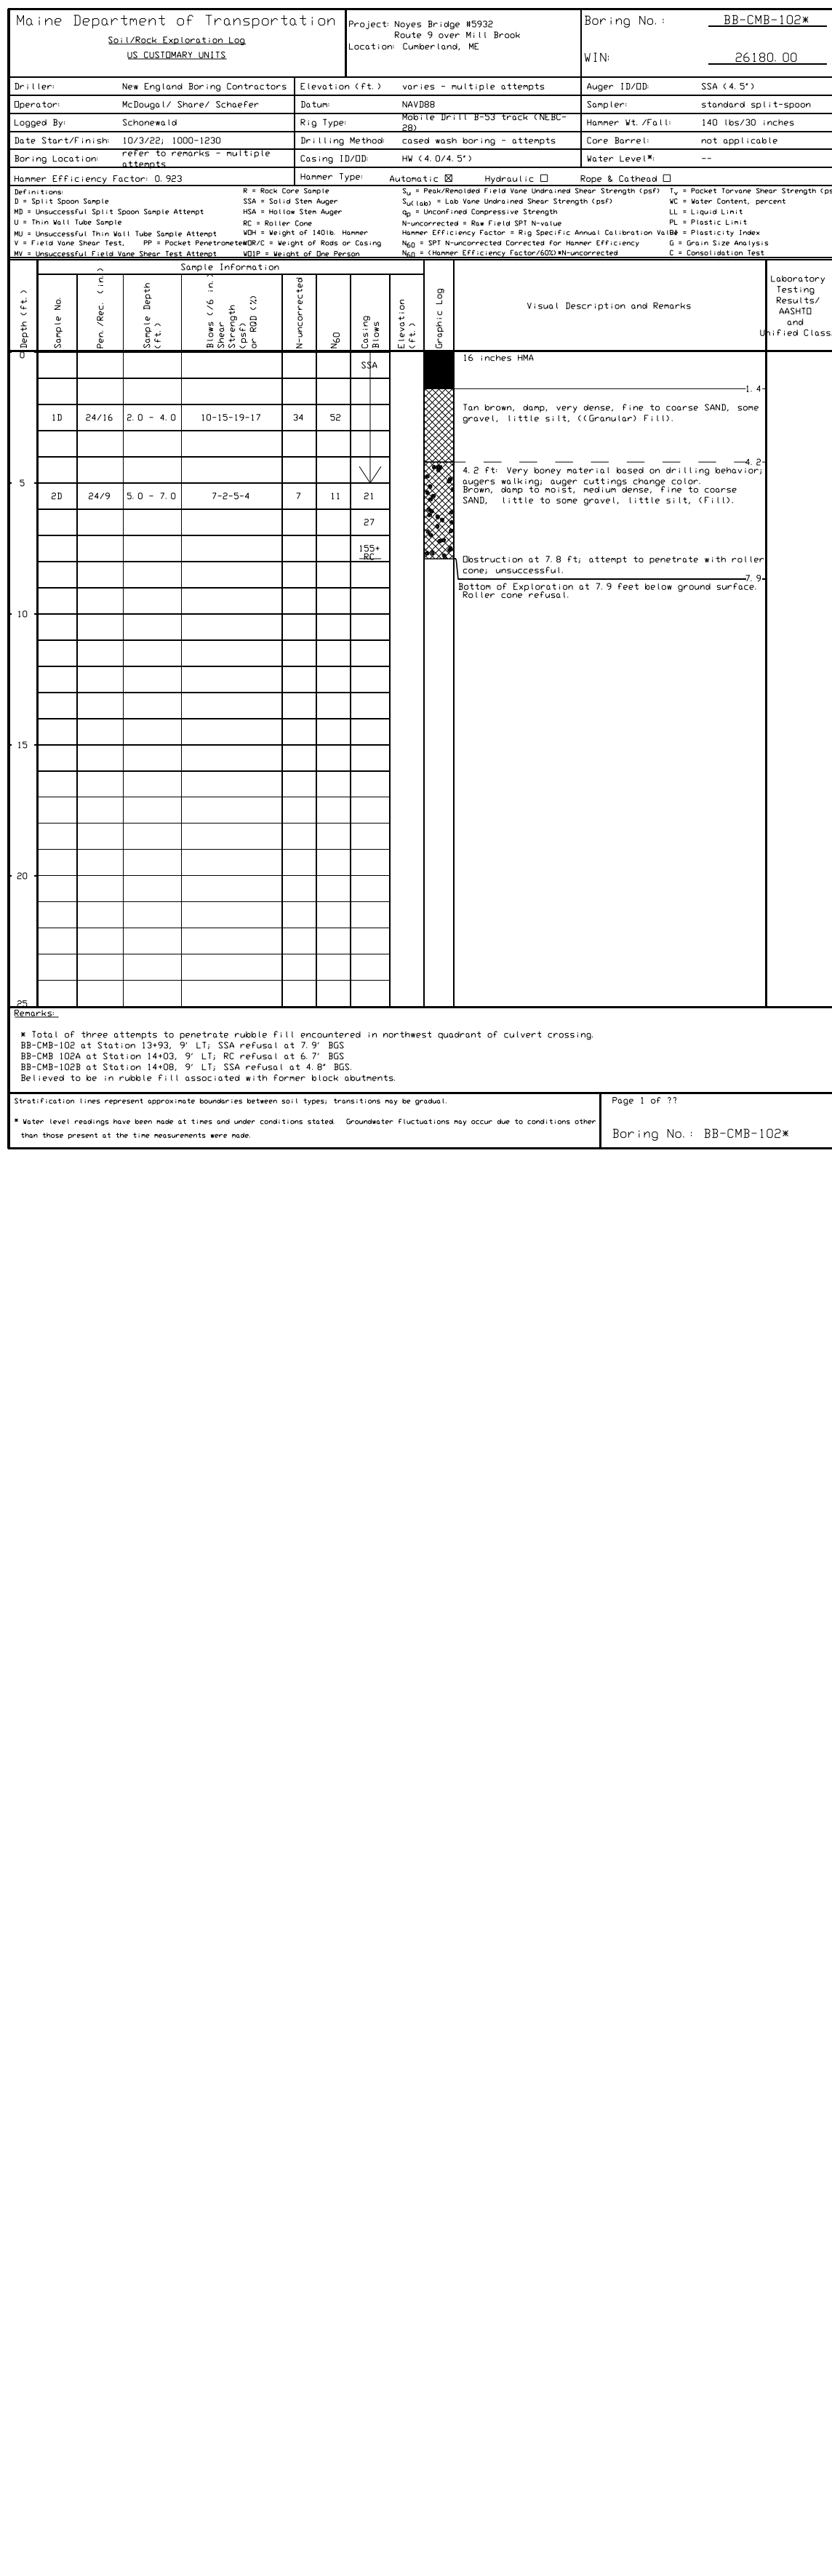 Maine Department of Transportation
Soil/Rock Exploration Log
US CUSTOMARY UNITS
Project: Noyes Bridge #5932
Route 9 over Mill Brook
Location: Cumberland, ME
Boring No.: BB-CMB-102*
WIN: 26180.00
Driller: New England Boring Contractors Elevation (ft.) varies - multiple attempts Auger ID/OD: SSA (4.5")
Operator: McDougal/ Share/ Schaefer Datum: NAVD88 Sampler: standard split-spoon
Logged By: Schonewald Rig Type: Mobile Drill B-53 track (NEBC-28) Hammer Wt./Fall: 140 lbs/30 inches
Date Start/Finish: 10/3/22; 1000-1230 Drilling Method: cased wash boring - attempts Core Barrel: not applicable
Boring Location: refer to remarks - multiple attempts Casing ID/OD: HW (4.0/4.5") Water Level*: --
Hammer Efficiency Factor: 0.923 Hammer Type: Automatic ☒ Hydraulic ☐ Rope & Cathead ☐
Definitions: R = Rock Core Sample Su = Peak/Remolded Field Vane Undrained Shear Strength (psf) Tv = Pocket Torvane Shear Strength (ps
D = Split Spoon Sample SSA = Solid Stem Auger Su(lab) = Lab Vane Undrained Shear Strength (psf) WC = Water Content, percent
MD = Unsuccessful Split Spoon Sample Attempt HSA = Hollow Stem Auger qp = Unconfined Compressive Strength LL = Liquid Limit
U = Thin Wall Tube Sample RC = Roller Cone N-uncorrected = Raw Field SPT N-value PL = Plastic Limit
MU = Unsuccessful Thin Wall Tube Sample Attempt WOH = Weight of 140lb. Hammer Hammer Efficiency Factor = Rig Specific Annual Calibration Val = Plasticity Index
V = Field Vane Shear Test, PP = Pocket Penetrometer WOR/C = Weight of Rods or Casing N60 = SPT N-uncorrected Corrected for Hammer Efficiency G = Grain Size Analysis
MV = Unsuccessful Field Vane Shear Test Attempt WO1P = Weight of One Person N60 = (Hammer Efficiency Factor/60%)*N-uncorrected C = Consolidation Test
Sample Information
Depth (ft.)
Sample No.
Pen./Rec. (in.)
Sample Depth (ft.)
Blows (/6 in.) Shear Strength (psf) or RQD (%)
N-uncorrected
N60
Casing Blows
Elevation (ft.)
Graphic Log
Visual Description and Remarks
Laboratory
Testing
Results/
AASHTO
and
Unified Class
0
SSA
16 inches HMA
1.4
1D 24/16 2.0 - 4.0 10-15-19-17 34 52
Tan brown, damp, very dense, fine to coarse SAND, some
gravel, little silt, ((Granular) Fill).
4.2
4.2 ft: Very boney material based on drilling behavior;
augers walking; auger cuttings change color.
5
2D 24/9 5.0 - 7.0 7-2-5-4 7 11 21
Brown, damp to moist, medium dense, fine to coarse
SAND, little to some gravel, little silt, (Fill).
27
155+
RC
Obstruction at 7.8 ft; attempt to penetrate with roller
cone; unsuccessful.
7.9
Bottom of Exploration at 7.9 feet below ground surface.
Roller cone refusal.
10
15
20
25
Remarks:
* Total of three attempts to penetrate rubble fill encountered in northwest quadrant of culvert crossing.
BB-CMB-102 at Station 13+93, 9' LT; SSA refusal at 7.9' BGS
BB-CMB 102A at Station 14+03, 9' LT; RC refusal at 6.7' BGS
BB-CMB-102B at Station 14+08, 9' LT; SSA refusal at 4.8' BGS.
Believed to be in rubble fill associated with former block abutments.
Stratification lines represent approximate boundaries between soil types; transitions may be gradual.
* Water level readings have been made at times and under conditions stated. Groundwater fluctuations may occur due to conditions other
than those present at the time measurements were made.
Page 1 of ??
Boring No.: BB-CMB-102*